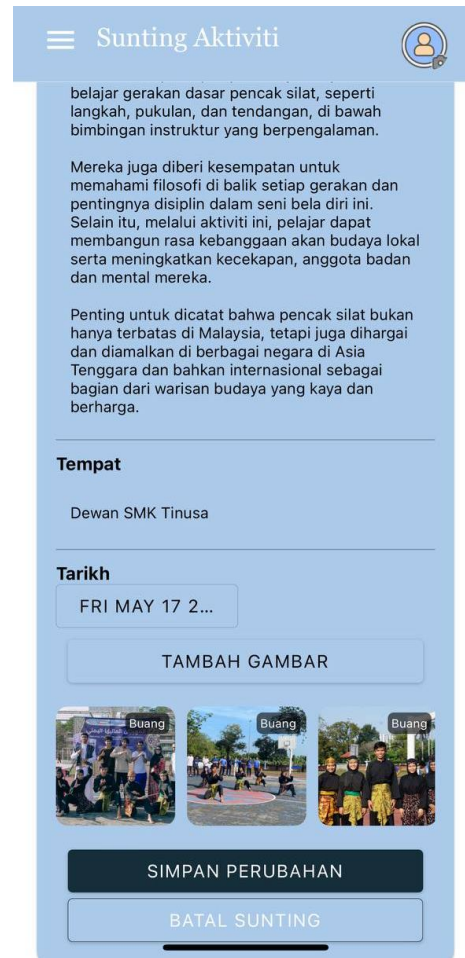 Sunting Aktiviti
belajar gerakan dasar pencak silat, seperti
langkah, pukulan, dan tendangan, di bawah
bimbingan instruktur yang berpengalaman.
Mereka juga diberi kesempatan untuk
memahami filosofi di balik setiap gerakan dan
pentingnya disiplin dalam seni bela diri ini.
Selain itu, melalui aktiviti ini, pelajar dapat
membangun rasa kebanggaan akan budaya lokal
serta meningkatkan kecekapan, anggota badan
dan mental mereka.
Penting untuk dicatat bahwa pencak silat bukan
hanya terbatas di Malaysia, tetapi juga dihargai
dan diamalkan di berbagai negara di Asia
Tenggara dan bahkan internasional sebagai
bagian dari warisan budaya yang kaya dan
berharga.
Tempat
Dewan SMK Tinusa
Tarikh
FRI MAY 17 2...
TAMBAH GAMBAR
Buang
Buang
Buang
SIMPAN PERUBAHAN
BATAL SUNTING